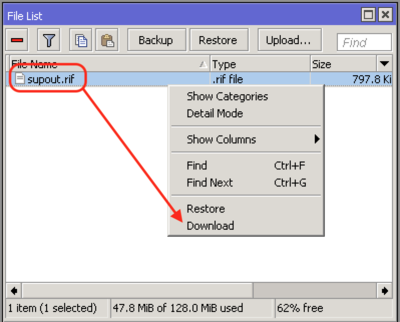 File List
Backup Restore Upload... Find
File Name Type Size
supout.rif .rif file 797.8 Ki
Show Categories
Detail Mode
Show Columns
Find Ctrl+F
Find Next Ctrl+G
Restore
Download
1 item (1 selected) 47.8 MiB of 128.0 MiB used 62% free